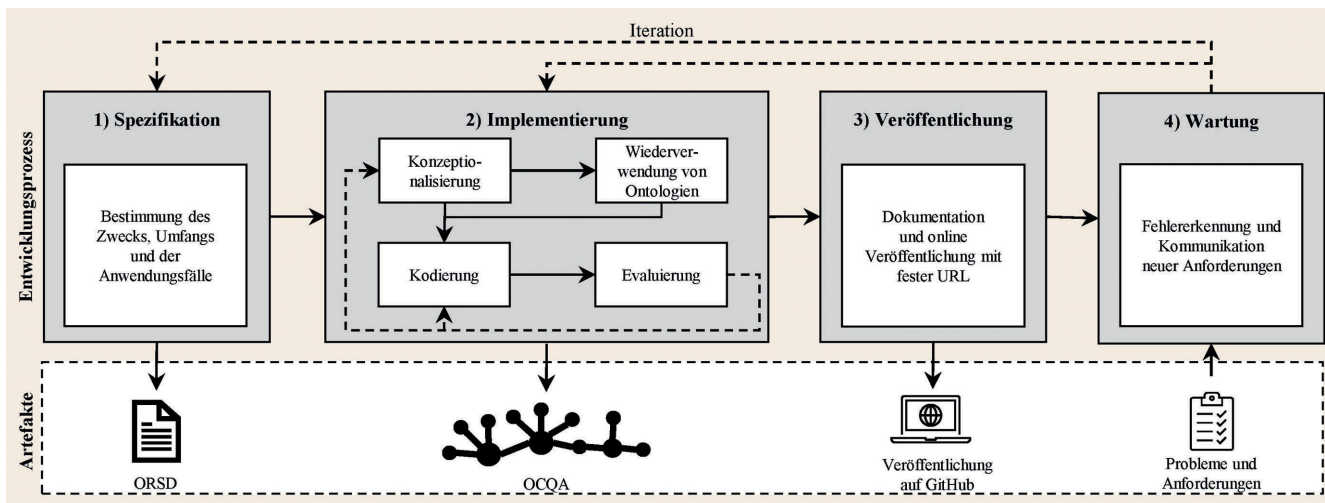 Iteration
Entwicklungsprozess
1) Spezifikation
Bestimmung des
Zwecks, Umfangs
und der
Anwendungsfälle
2) Implementierung
Konzeptio-
nalisierung
Wiederver-
wendung von
Ontologien
Kodierung
Evaluierung
3) Veröffentlichung
Dokumentation
und online
Veröffentlichung mit
fester URL
4) Wartung
Fehlererkennung und
Kommunikation
neuer Anforderungen
Artefakte
ORSD
OCQA
Veröffentlichung
auf GitHub
Probleme und
Anforderungen